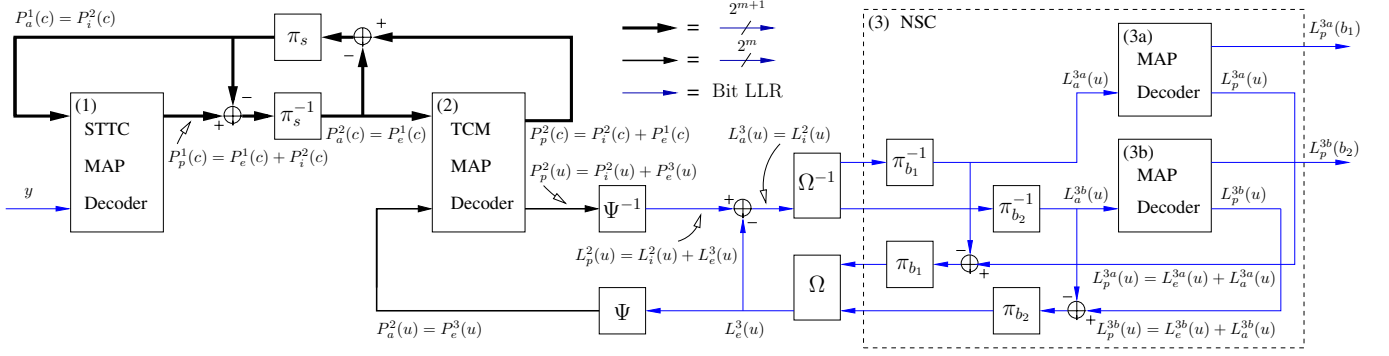 P_a^1(c) = P_i^2(c)
π_s
+
−
2^{m+1}
=
2^m
=
= Bit LLR
(3) NSC
(3a)
MAP
Decoder
L_p^{3a}(b_1)
L_a^{3a}(u)
L_p^{3a}(u)
(1)
STTC
MAP
Decoder
−
+
π_s^{-1}
P_p^1(c) = P_e^1(c) + P_i^2(c)
P_a^2(c) = P_e^1(c)
(2)
TCM
MAP
Decoder
P_p^2(c) = P_i^2(c) + P_e^1(c)
P_p^2(u) = P_i^2(u) + P_e^3(u)
L_a^3(u) = L_i^2(u)
y
Ψ^{-1}
+
−
L_p^2(u) = L_i^2(u) + L_e^3(u)
Ω^{-1}
π_{b_1}^{-1}
π_{b_2}^{-1}
L_a^{3b}(u)
(3b)
MAP
Decoder
L_p^{3b}(b_2)
L_p^{3b}(u)
π_{b_1}
−
+
L_p^{3a}(u) = L_e^{3a}(u) + L_a^{3a}(u)
Ω
Ψ
P_a^2(u) = P_e^3(u)
L_e^3(u)
π_{b_2}
−
+
L_p^{3b}(u) = L_e^{3b}(u) + L_a^{3b}(u)